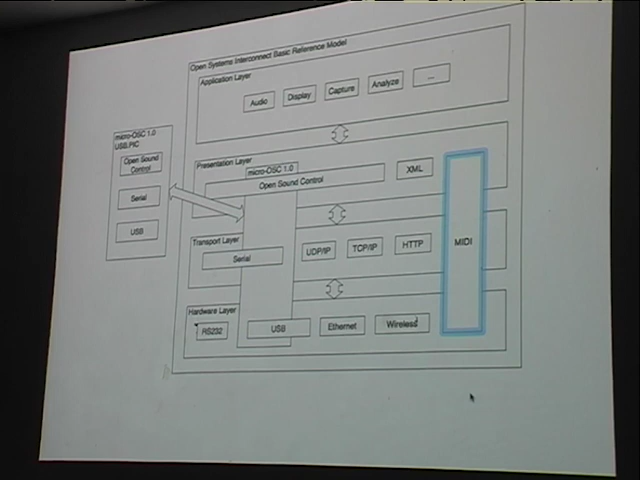 Open Systems Interconnect Basic Reference Model
Application Layer
Audio
Display
Capture
Analyze
...
micro-OSC 1.0
USB.PIC
Open Sound
Control
Serial
USB
Presentation Layer
micro-OSC 1.0
Open Sound Control
XML
MIDI
Transport Layer
Serial
UDP/IP
TCP/IP
HTTP
Hardware Layer
RS232
USB
Ethernet
Wireless